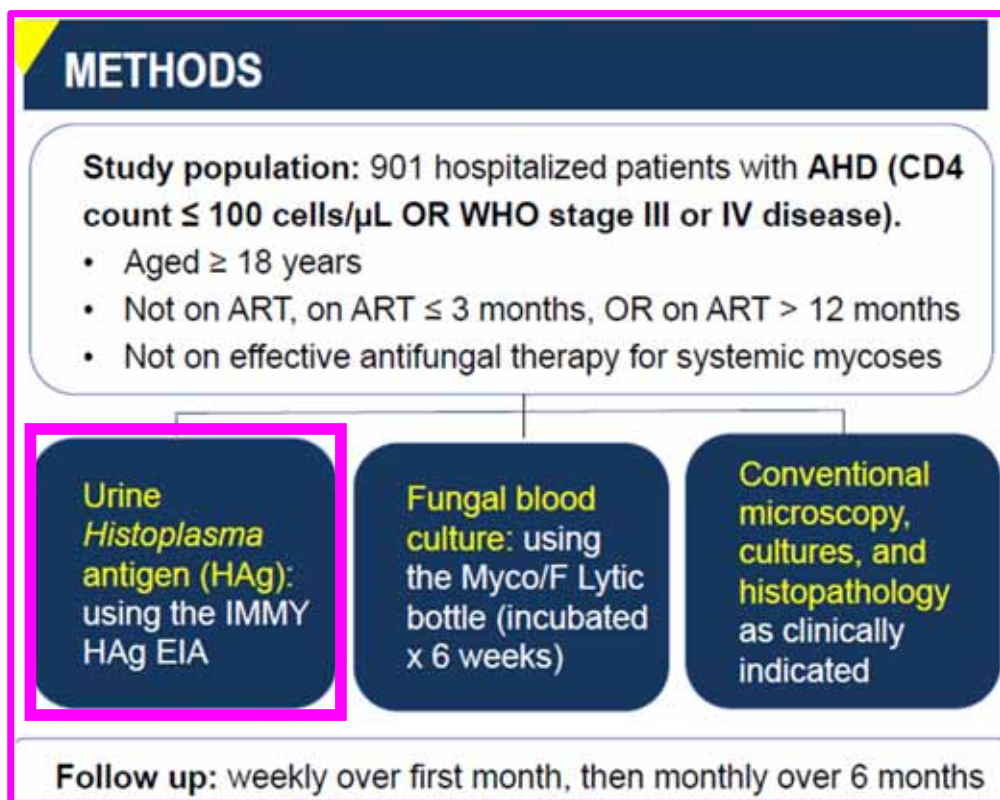 METHODS
Study population: 901 hospitalized patients with AHD (CD4
count ≤ 100 cells/µL OR WHO stage III or IV disease).
• Aged ≥ 18 years
• Not on ART, on ART ≤ 3 months, OR on ART > 12 months
• Not on effective antifungal therapy for systemic mycoses
Urine
Histoplasma
antigen (HAg):
using the IMMY
HAg EIA
Fungal blood
culture: using
the Myco/F Lytic
bottle (incubated
x 6 weeks)
Conventional
microscopy,
cultures, and
histopathology
as clinically
indicated
Follow up: weekly over first month, then monthly over 6 months